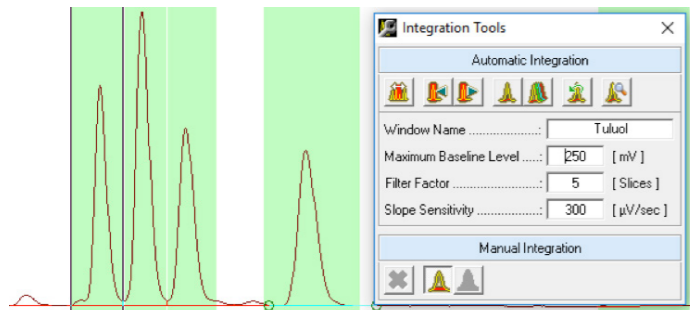 Integration Tools
Automatic Integration
Window Name ....................: Tuluol
Maximum Baseline Level .....: 250 [ mV ]
Filter Factor .........................: 5 [ Slices ]
Slope Sensitivity ..................: 300 [ µV/sec ]
Manual Integration